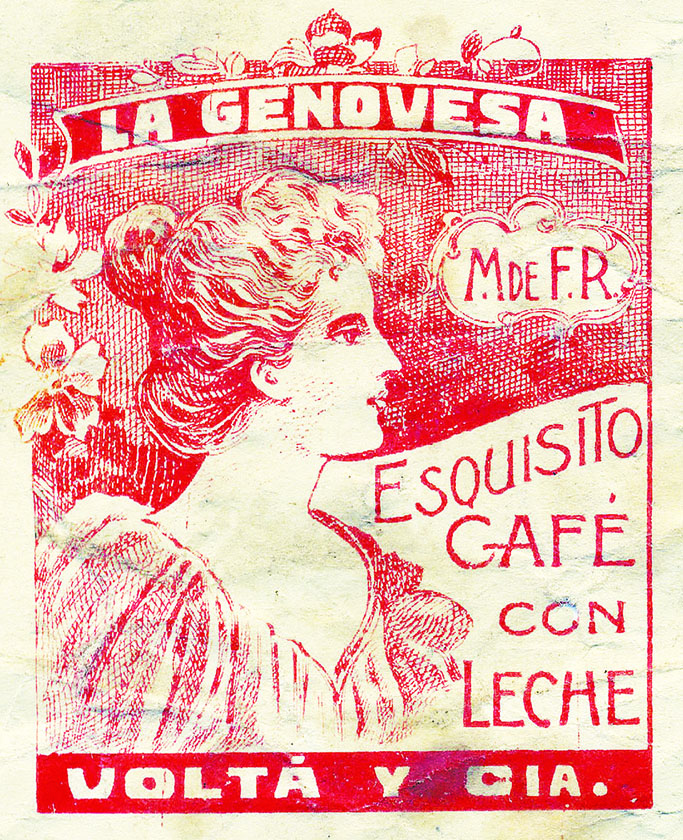 LA GENOVESA
M. DE F. R.
ESQUISITO
CAFÉ
CON
LECHE
VOLTÁ Y CIA.